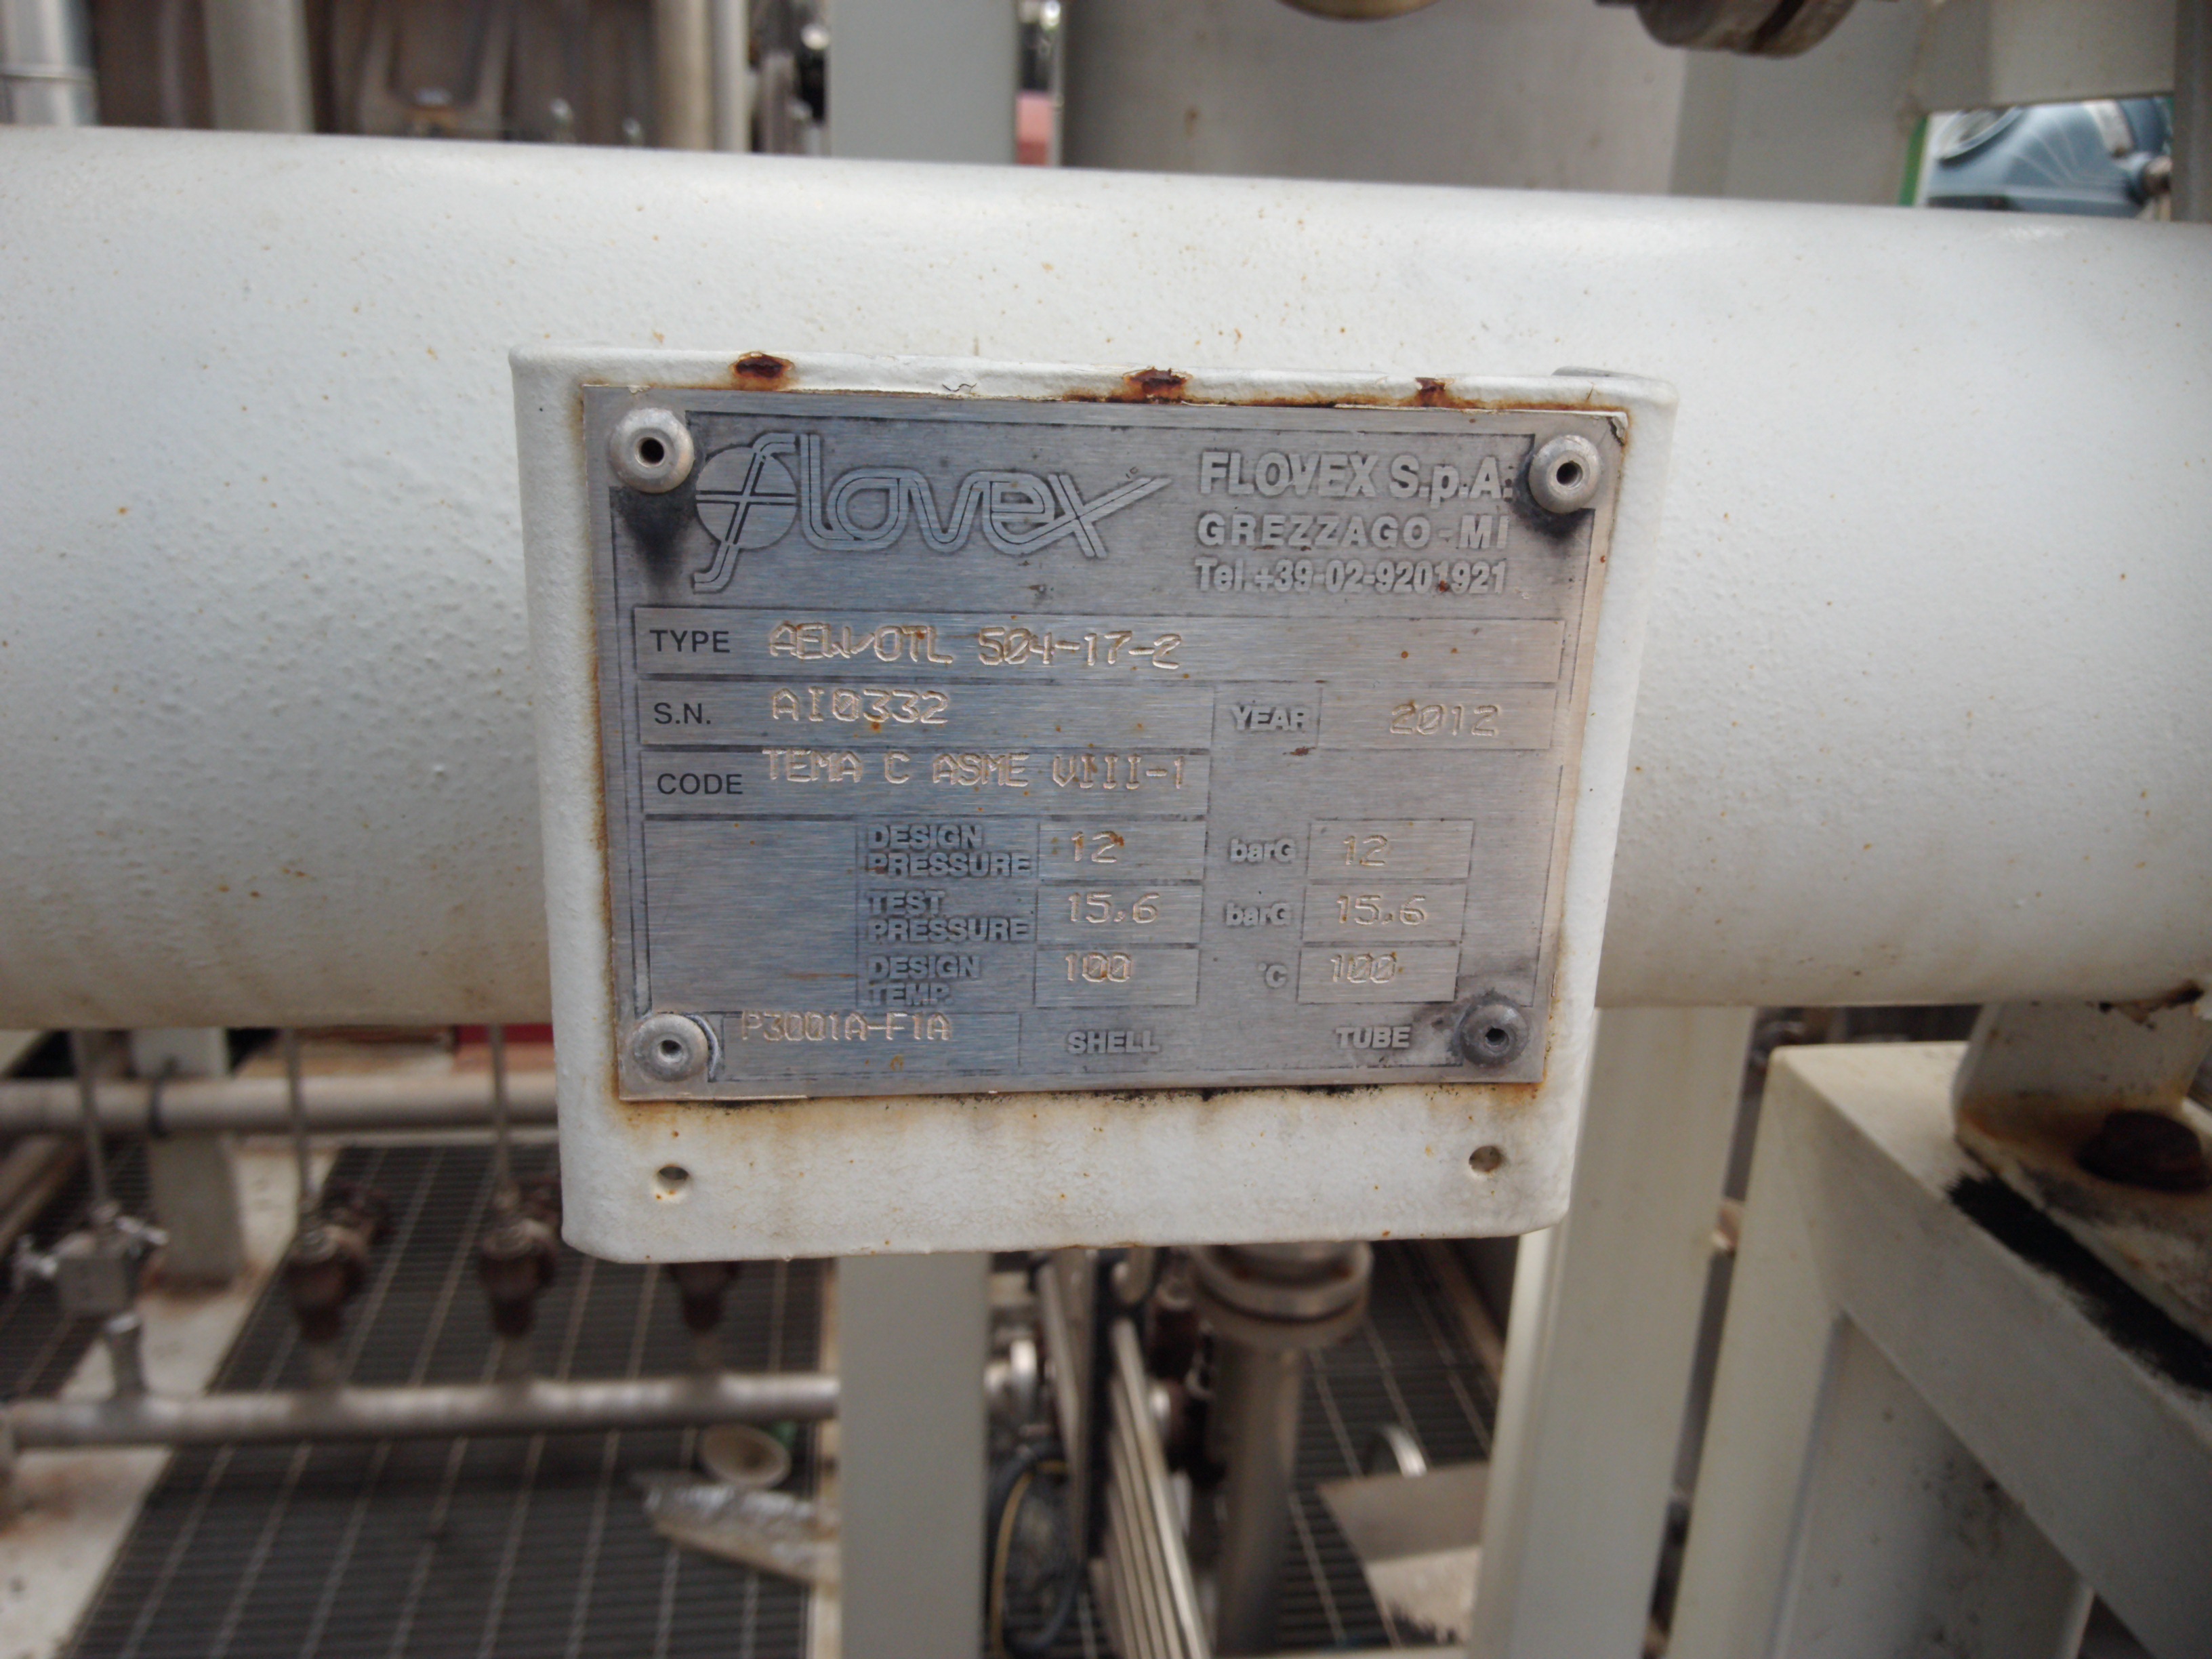 flovex
FLOVEX S.p.A.
GREZZAGO-MI
Tel.+39-02-9201921
TYPE AEW/OTL 504-17-2
S.N. AI0332 YEAR 2012
CODE TEMA C ASME VIII-1
DESIGN PRESSURE 12 barG 12
TEST PRESSURE 15.6 barG 15.6
DESIGN TEMP. 100 °C 100
P3001A-F1A SHELL TUBE